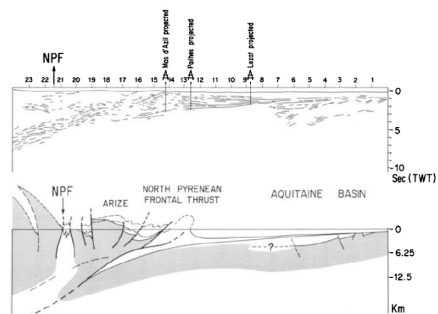 Mas d'Azil projected
Pailhes projected
Lezat projected
NPF
23 22 21 20 19 18 17 16 15 14 13 12 11 10 9 8 7 6 5 4 3 2 1
0
5
10
Sec (TWT)
NPF
ARIZE
NORTH PYRENEAN
FRONTAL THRUST
AQUITAINE BASIN
0
?
6.25
12.5
Km